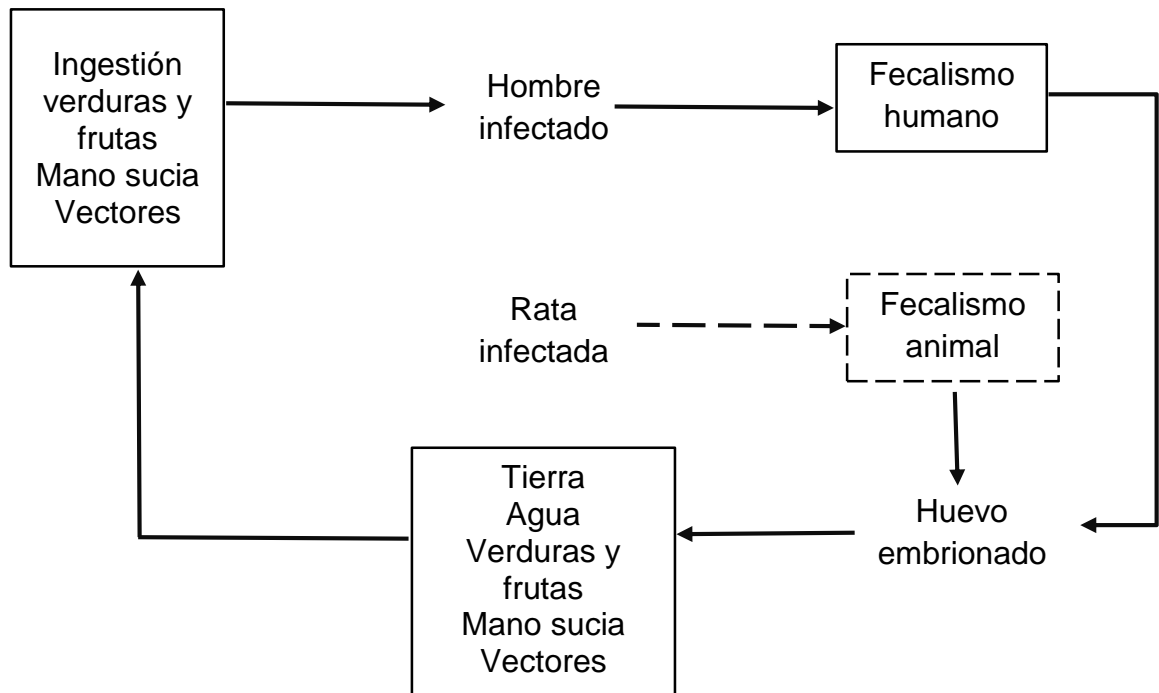 Ingestión
verduras y
frutas
Mano sucia
Vectores
Hombre
infectado
Fecalismo
humano
Rata
infectada
Fecalismo
animal
Huevo
embrionado
Tierra
Agua
Verduras y
frutas
Mano sucia
Vectores